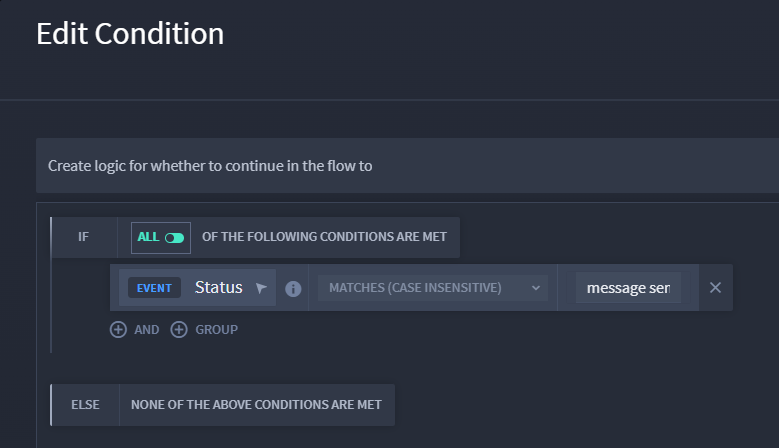 Edit Condition
Create logic for whether to continue in the flow to
IF ALL OF THE FOLLOWING CONDITIONS ARE MET
EVENT Status i MATCHES (CASE INSENSITIVE) message
AND GROUP
ELSE NONE OF THE ABOVE CONDITIONS ARE MET